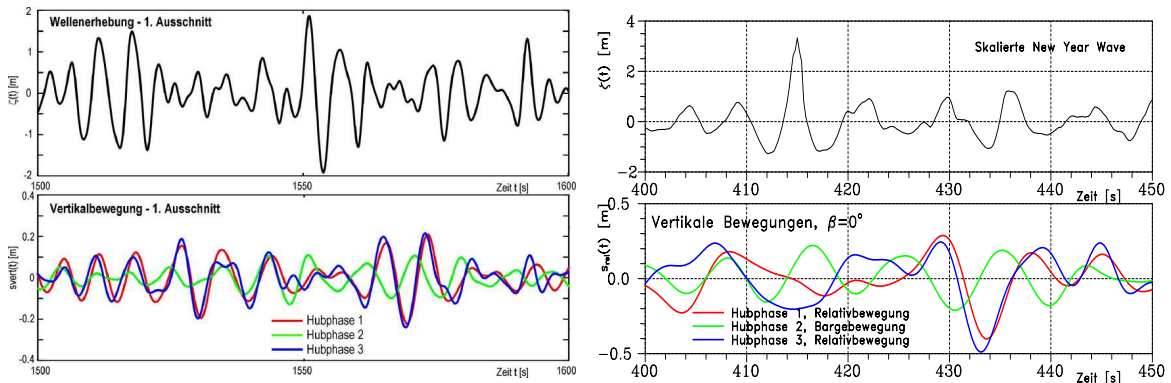 Wellenerhebung - 1. Ausschnitt
ζ(t) [m]
2
1
0
-1
-2
1500
1550
Zeit t [s]
1600
Vertikalbewegung - 1. Ausschnitt
svert(t) [m]
0.4
0.2
0.0
-0.2
-0.4
Hubphase 1
Hubphase 2
Hubphase 3
1500
1550
Zeit t [s]
1600
Skalierte New Year Wave
ζ(t) [m]
4
2
0
-2
400
410
420
430
440
450
Zeit [s]
Vertikale Bewegungen, β=0°
s_rel(t) [m]
0.5
0.0
-0.5
Hubphase 1, Relativbewegung
Hubphase 2, Bargebewegung
Hubphase 3, Relativbewegung
400
410
420
430
440
450
Zeit [s]